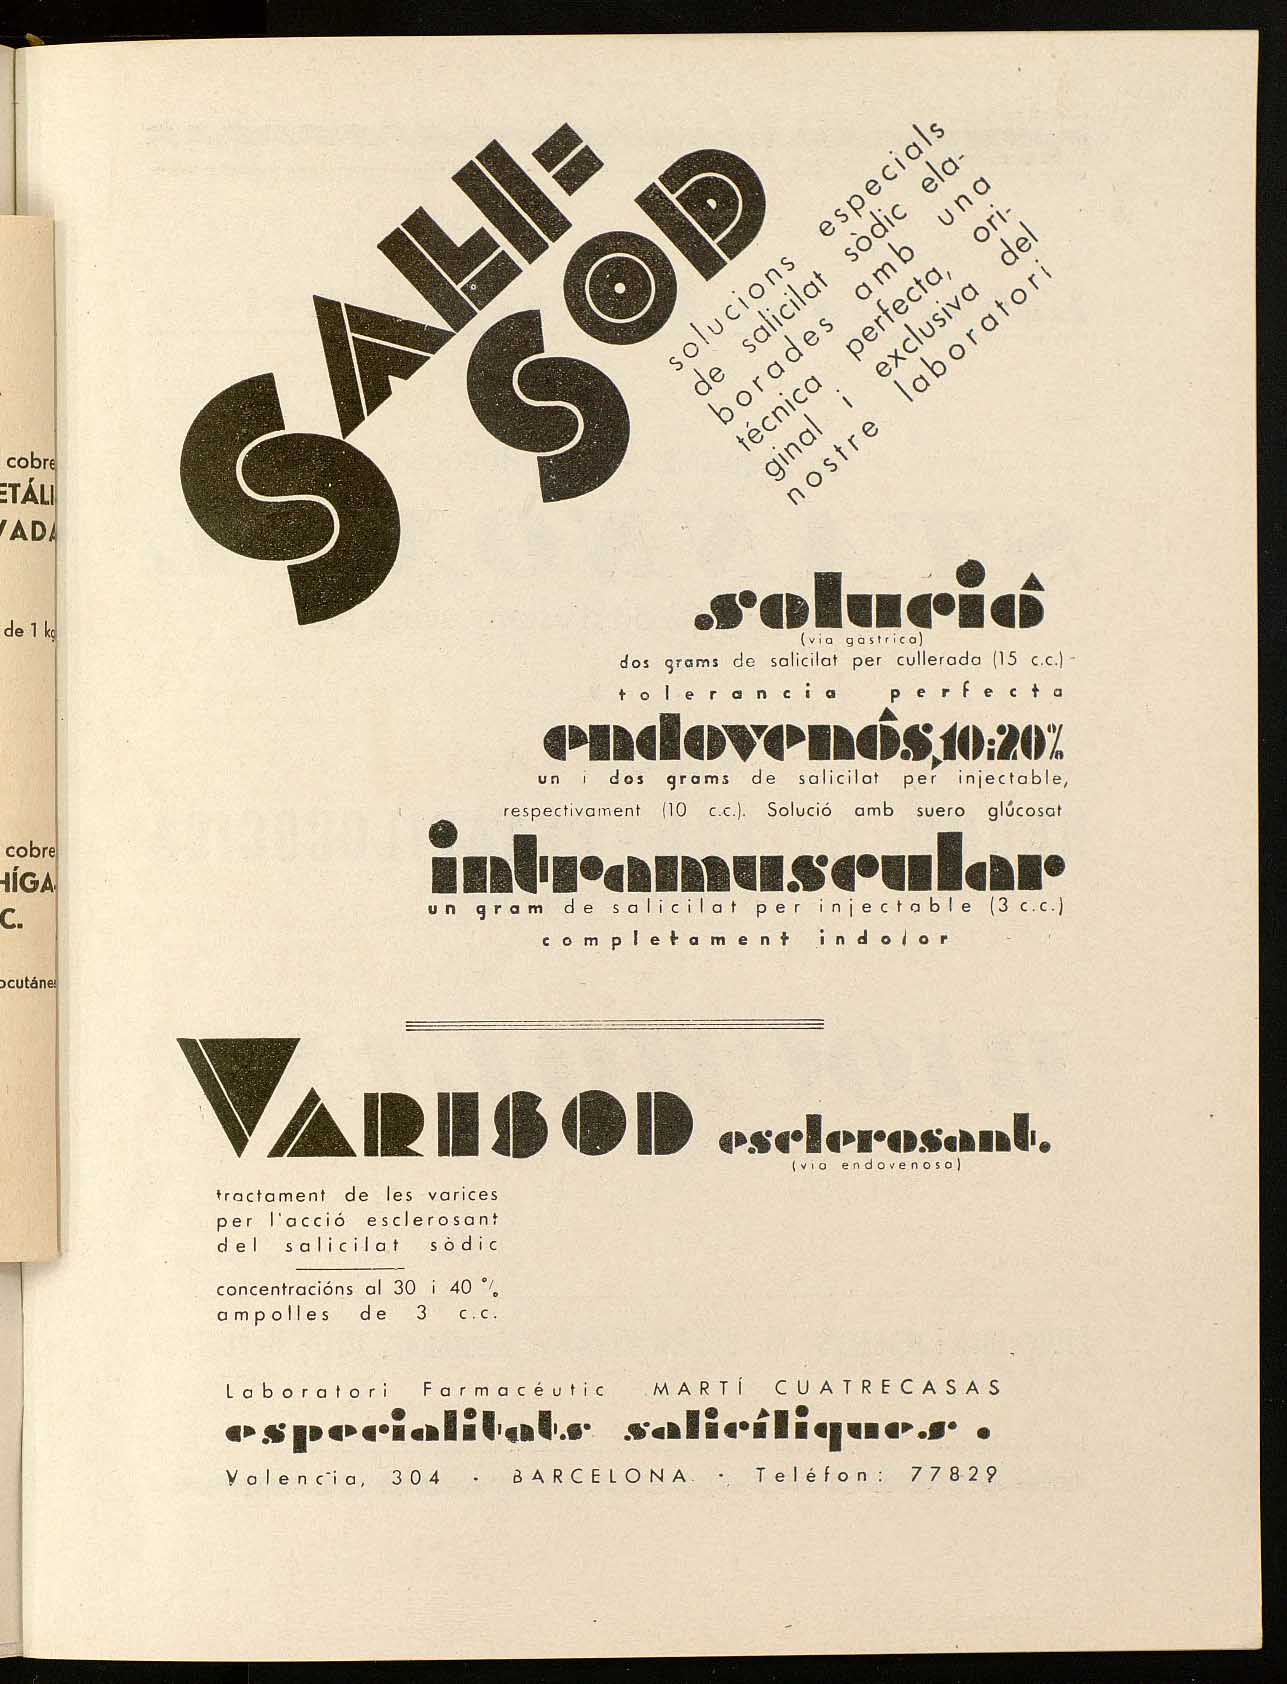 cobre
ETÁLI
VADA
de 1 kg
cobre
HÍGA
C.
ocutáne
SALI=
SOD
solucions especials
de salicilat sòdic ela-
borades amb una
técnica perfecta, ori-
ginal i exclusiva del
nostre laboratori
solució
(via gastrica)
dos grams de salicilat per cullerada (15 c.c.)-
tolerancia perfecta
endovenós, 10 i 20%
un i dos grams de salicilat per injectable,
respectivament (10 c.c.). Solució amb suero glúcosat
intramuscular
un gram de salicilat per injectable (3 c.c.)
completament indolor
VARISOD esclerosant.
(via endovenosa)
tractament de les varices
per l'acció esclerosant
del salicilat sòdic
concentracións al 30 i 40 %
ampolles de 3 c.c.
Laboratori Farmacéutic MARTÍ CUATRECASAS
especialitats salicíliques.
Valencia, 304 - BARCELONA - Teléfon: 77829